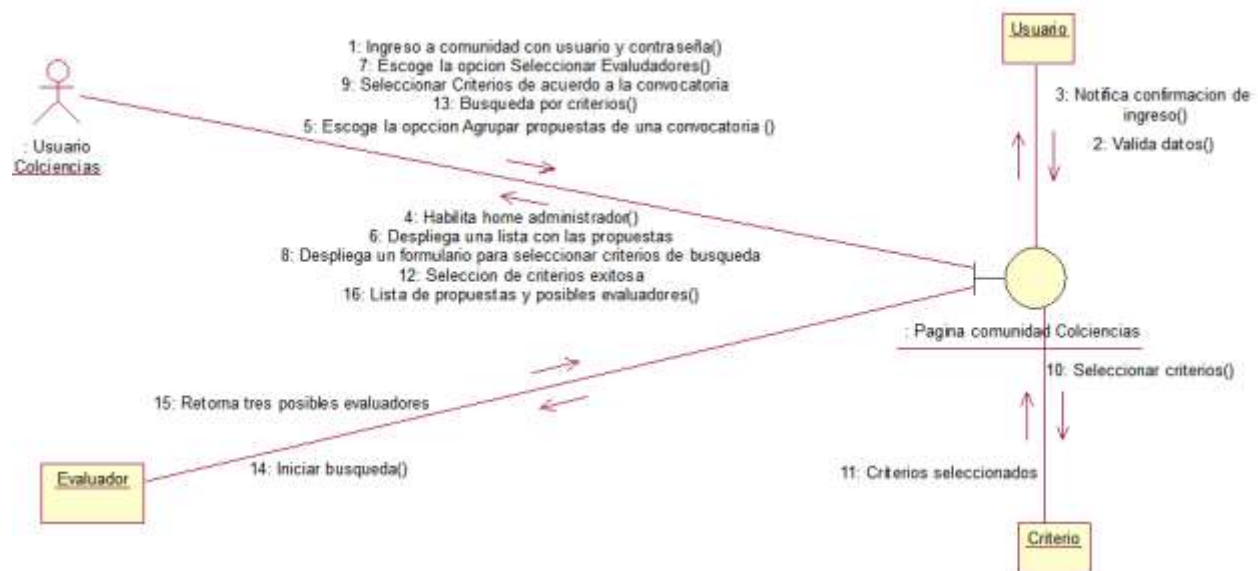 Usuario
1: Ingreso a comunidad con usuario y contraseña()
7: Escoge la opcion Seleccionar Evaludadores()
9: Seleccionar Criterios de acuerdo a la convocatoria
13: Busqueda por criterios()
5: Escoge la opccion Agrupar propuestas de una convocatoria ()
3: Notifica confirmacion de
ingreso()
2: Valida datos()
: Usuario
Colciencias
4: Habilita home administrador()
6: Despliega una lista con las propuestas
8: Despliega un formulario para seleccionar criterios de busqueda
12: Seleccion de criterios exitosa
16: Lista de propuestas y posibles evaluadores()
: Pagina comunidad Colciencias
10: Seleccionar criterios()
15: Retorna tres posibles evaluadores
14: Iniciar busqueda()
11: Criterios seleccionados
Evaluador
Criterio